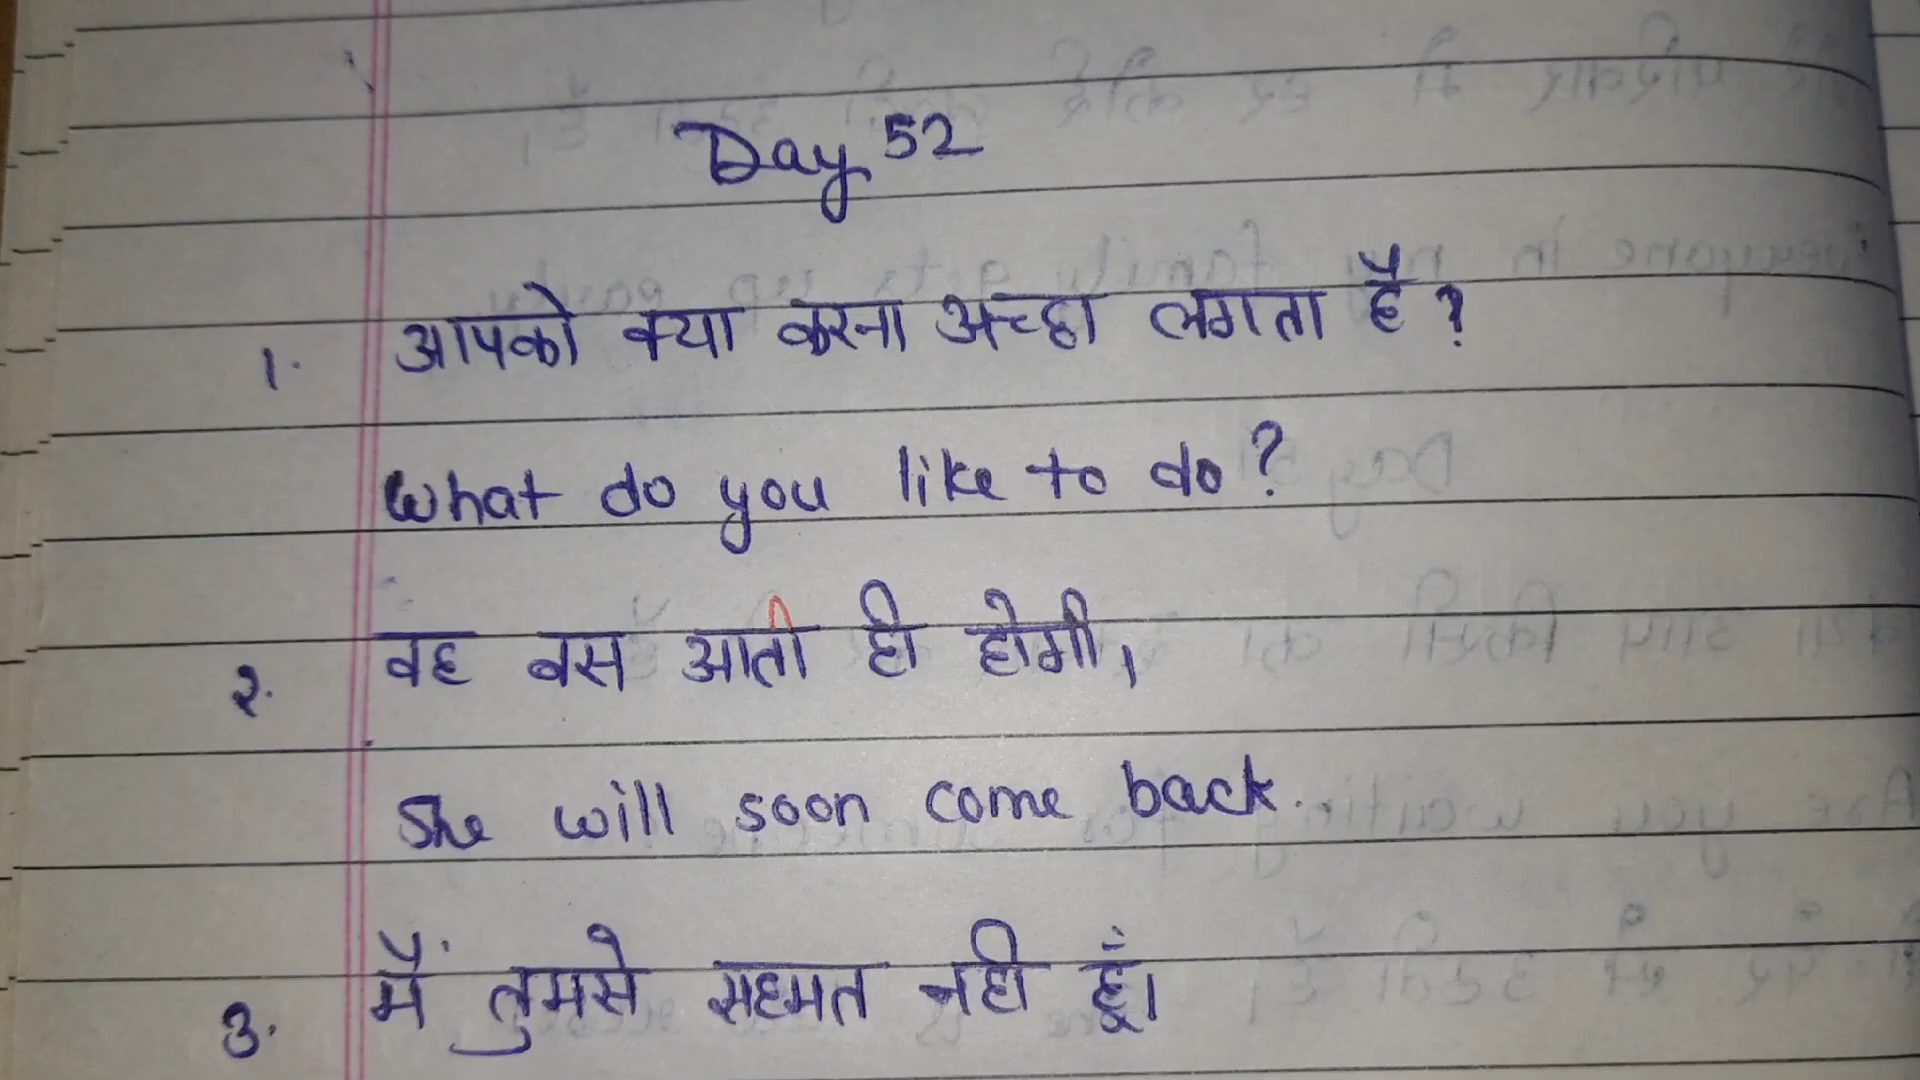 Day 52
1. आपको क्या करना अच्छा लगता है ?
What do you like to do?
2. वह बस आती ही होगी।
She will soon come back.
3. मैं तुमसे सहमत नही हूँ।